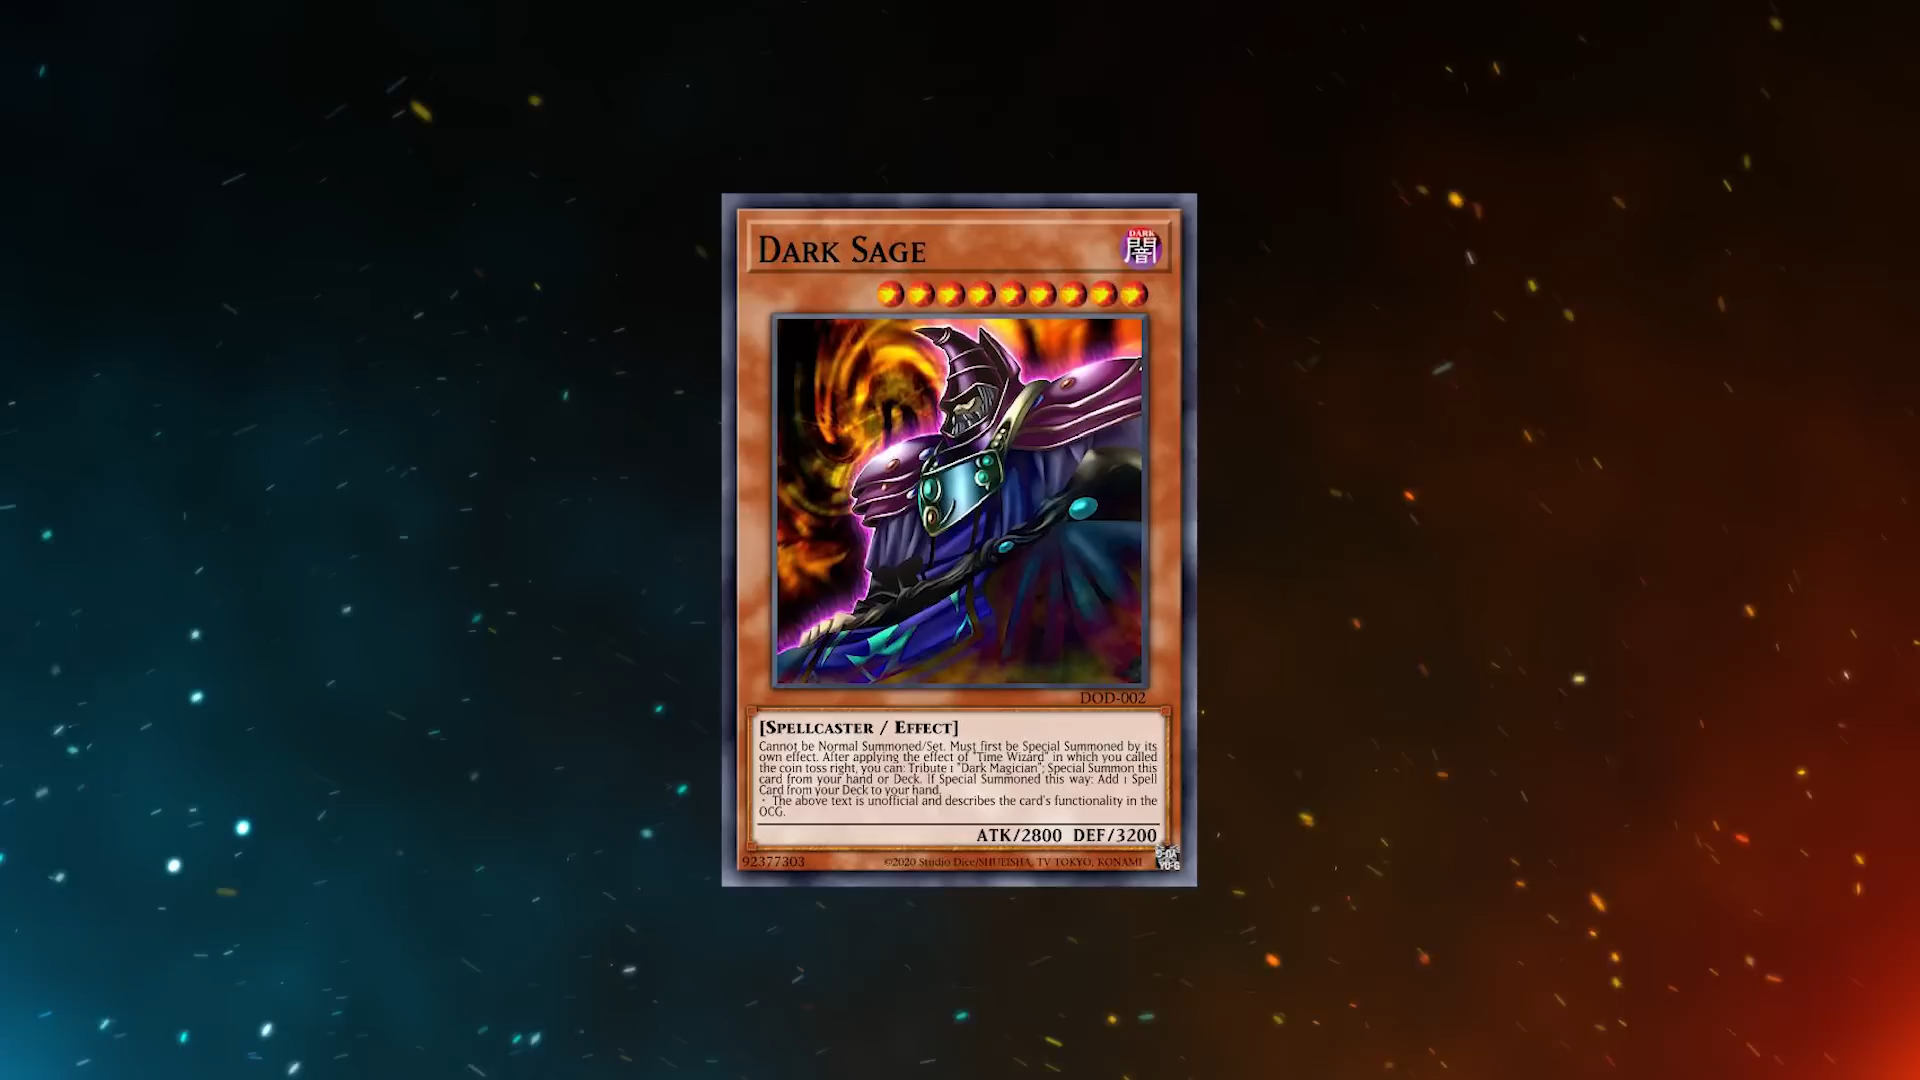 DARK SAGE
DARK
闇
DOD-002
[SPELLCASTER / EFFECT]
Cannot be Normal Summoned/Set. Must first be Special Summoned by its
own effect. After applying the effect of "Time Wizard" in which you called
the coin toss right, you can: Tribute 1 "Dark Magician"; Special Summon this
card from your hand or Deck. If Special Summoned this way: Add 1 Spell
Card from your Deck to your hand.
· The above text is unofficial and describes the card's functionality in the
OCG.
ATK/2800 DEF/3200
92377303
©2020 Studio Dice/SHUEISHA, TV TOKYO, KONAMI